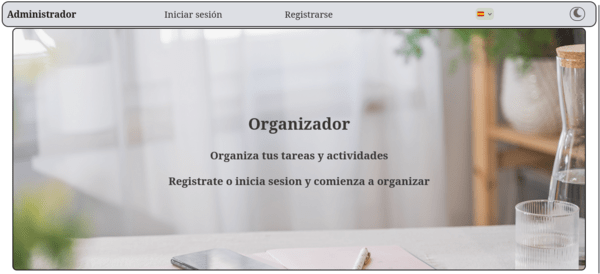 Administrador Iniciar sesión Registrarse
Organizador
Organiza tus tareas y actividades
Registrate o inicia sesion y comienza a organizar